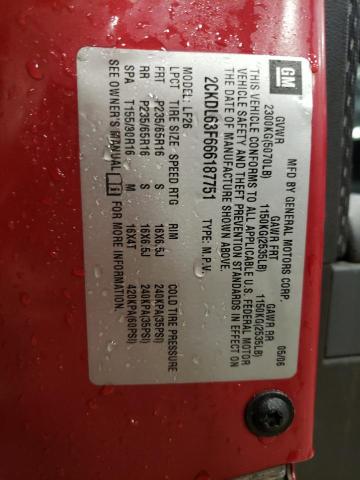 GM
MFD BY GENERAL MOTORS CORP.
05/06
GVWR GAWR FRT GAWR RR
2300KG(5070LB) 1150KG(2535LB) 1150KG(2535LB)
THIS VEHICLE CONFORMS TO ALL APPLICABLE U.S. FEDERAL MOTOR
VEHICLE SAFETY AND THEFT PREVENTION STANDARDS IN EFFECT ON
THE DATE OF MANUFACTURE SHOWN ABOVE.
2CKDL63F666187751 TYPE: M.P.V.
MODEL: LF26
LPCT TIRE SIZE SPEED RTG RIM COLD TIRE PRESSURE
FRT P235/65R16 S 16X6.5J 240KPA(35PSI)
RR P235/65R16 S 16X6.5J 240KPA(35PSI)
SPA T155/90R16 M 16X4T 420KPA(60PSI)
SEE OWNER'S MANUAL FOR MORE INFORMATION.